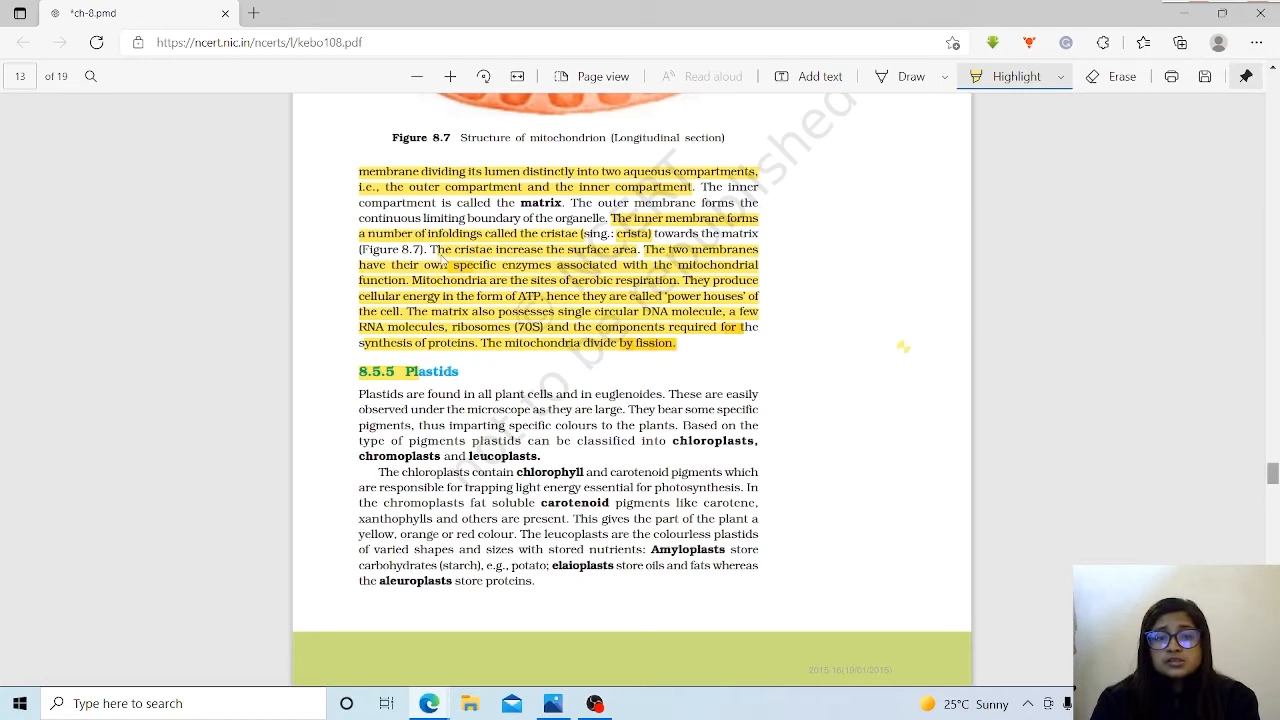 *ch-8.pmd
https://ncert.nic.in/ncerts/l/kebo108.pdf
13 of 19 Page view Read aloud Add text Draw Highlight Erase
Figure 8.7 Structure of mitochondrion (Longitudinal section)
membrane dividing its lumen distinctly into two aqueous compartments,
i.e., the outer compartment and the inner compartment. The inner
compartment is called the matrix. The outer membrane forms the
continuous limiting boundary of the organelle. The inner membrane forms
a number of infoldings called the cristae (sing.: crista) towards the matrix
(Figure 8.7). The cristae increase the surface area. The two membranes
have their own specific enzymes associated with the mitochondrial
function. Mitochondria are the sites of aerobic respiration. They produce
cellular energy in the form of ATP, hence they are called 'power houses' of
the cell. The matrix also possesses single circular DNA molecule, a few
RNA molecules, ribosomes (70S) and the components required for the
synthesis of proteins. The mitochondria divide by fission.
8.5.5 Plastids
Plastids are found in all plant cells and in euglenoides. These are easily
observed under the microscope as they are large. They bear some specific
pigments, thus imparting specific colours to the plants. Based on the
type of pigments plastids can be classified into chloroplasts,
chromoplasts and leucoplasts.
The chloroplasts contain chlorophyll and carotenoid pigments which
are responsible for trapping light energy essential for photosynthesis. In
the chromoplasts fat soluble carotenoid pigments like carotene,
xanthophylls and others are present. This gives the part of the plant a
yellow, orange or red colour. The leucoplasts are the colourless plastids
of varied shapes and sizes with stored nutrients: Amyloplasts store
carbohydrates (starch), e.g., potato; elaioplasts store oils and fats whereas
the aleuroplasts store proteins.
not to be republished
2015-16(19/01/2015)
Type here to search
25°C Sunny